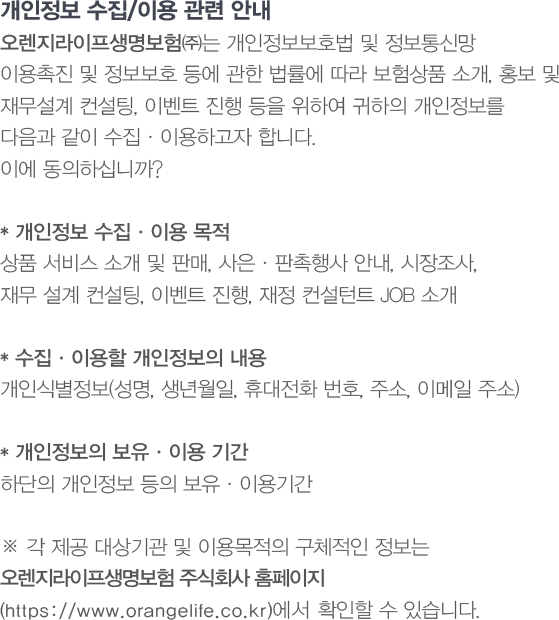 개인정보 수집/이용 관련 안내
오렌지라이프생명보험㈜는 개인정보보호법 및 정보통신망
이용촉진 및 정보보호 등에 관한 법률에 따라 보험상품 소개, 홍보 및
재무설계 컨설팅, 이벤트 진행 등을 위하여 귀하의 개인정보를
다음과 같이 수집 · 이용하고자 합니다.
이에 동의하십니까?
* 개인정보 수집 · 이용 목적
상품 서비스 소개 및 판매, 사은 · 판촉행사 안내, 시장조사,
재무 설계 컨설팅, 이벤트 진행, 재정 컨설턴트 JOB 소개
* 수집 · 이용할 개인정보의 내용
개인식별정보(성명, 생년월일, 휴대전화 번호, 주소, 이메일 주소)
* 개인정보의 보유 · 이용 기간
하단의 개인정보 등의 보유 · 이용기간
※ 각 제공 대상기관 및 이용목적의 구체적인 정보는
오렌지라이프생명보험 주식회사 홈페이지
(https://www.orangelife.co.kr)에서 확인할 수 있습니다.